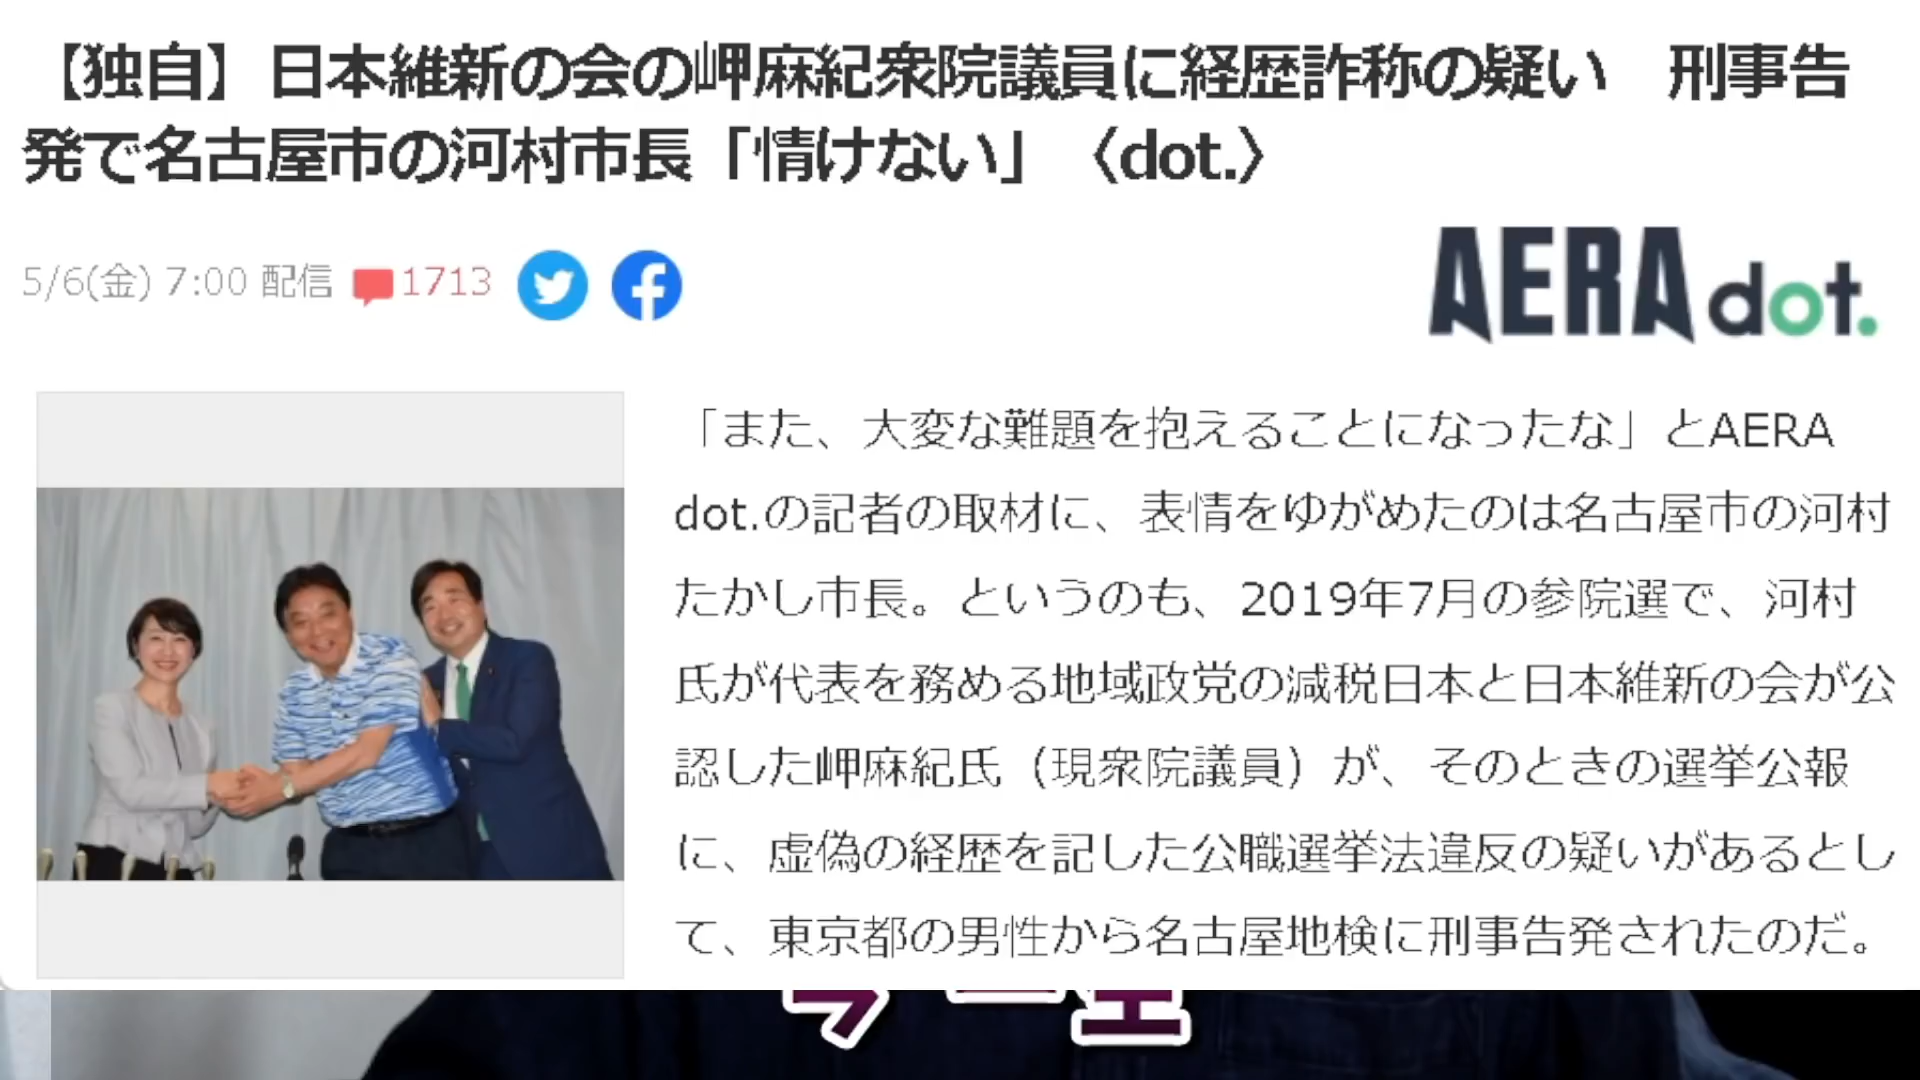 【独自】日本維新の会の岬麻紀衆院議員に経歴詐称の疑い 刑事告
発で名古屋市の河村市長「情けない」〈dot.〉
5/6(金) 7:00 配信 1713
AERA dot.
「また、大変な難題を抱えることになったな」とAERA
dot.の記者の取材に、表情をゆがめたのは名古屋市の河村
たかし市長。というのも、2019年7月の参院選で、河村
氏が代表を務める地域政党の減税日本と日本維新の会が公
認した岬麻紀氏（現衆院議員）が、そのときの選挙公報
に、虚偽の経歴を記した公職選挙法違反の疑いがあるとし
て、東京都の男性から名古屋地検に刑事告発されたのだ。